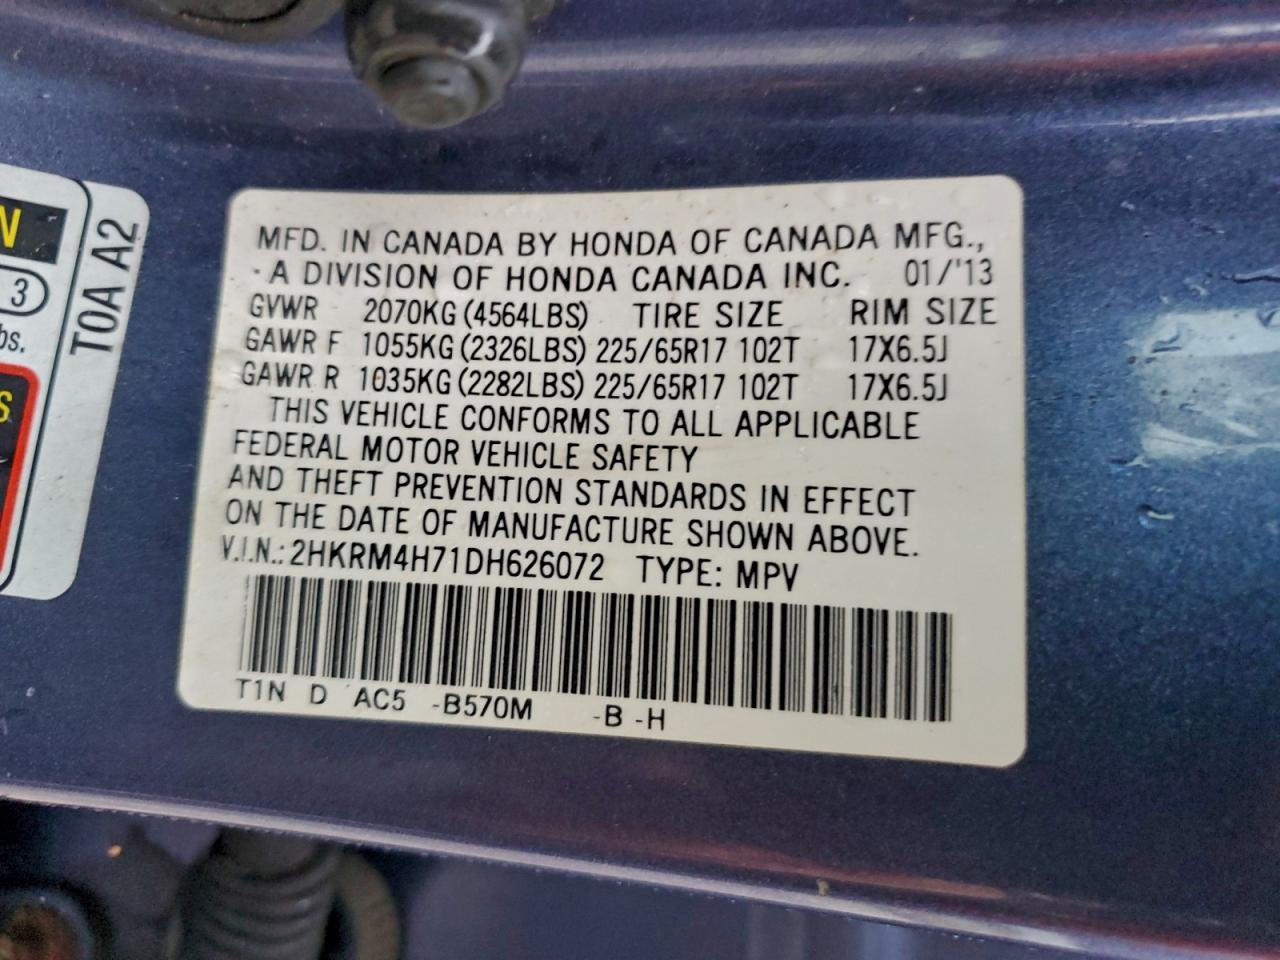 N
3
bs.
S
T0A A2
MFD. IN CANADA BY HONDA OF CANADA MFG.,
A DIVISION OF HONDA CANADA INC. 01/'13
GVWR 2070KG (4564LBS) TIRE SIZE RIM SIZE
GAWR F 1055KG (2326LBS) 225/65R17 102T 17X6.5J
GAWR R 1035KG (2282LBS) 225/65R17 102T 17X6.5J
THIS VEHICLE CONFORMS TO ALL APPLICABLE
FEDERAL MOTOR VEHICLE SAFETY
AND THEFT PREVENTION STANDARDS IN EFFECT
ON THE DATE OF MANUFACTURE SHOWN ABOVE.
V.I.N.: 2HKRM4H71DH626072 TYPE: MPV
T1N D AC5 -B570M -B -H